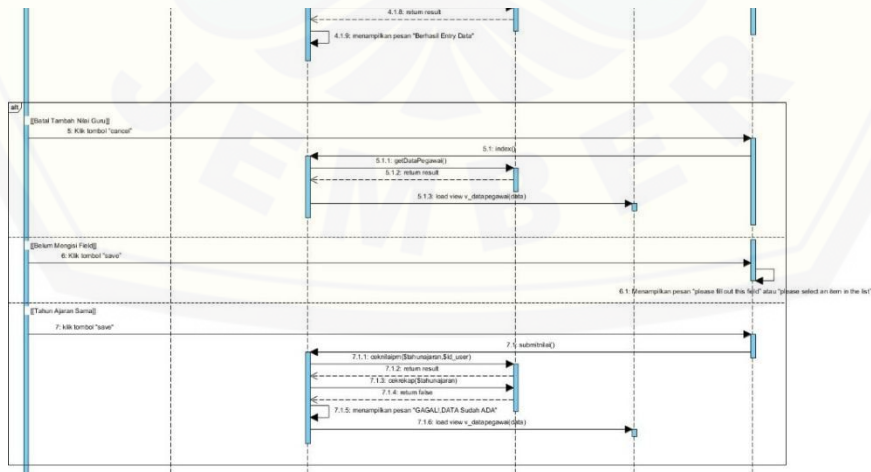 4.1.8: return result
4.1.9: menampilkan pesan "Berhasil Entry Data"
alt
[[Batal Tambah Nilai Guru]]
5: Klik tombol "cancel"
5.1: index()
5.1.1: getDataPegawai()
5.1.2: return result
5.1.3: load view v_datapegawai(data)
[[Belum Mengisi Field]]
6: Klik tombol "save"
6.1: Menampilkan pesan "please fill out this field" atau "please select an item in the list"
[[Tahun Ajaran Sama]]
7: klik tombol "save"
7.1: submitnilai()
7.1.1: ceknilaipm($tahunajaran,$id_user)
7.1.2: return result
7.1.3: cekrekap($tahunajaran)
7.1.4: return false
7.1.5: menampilkan pesan "GAGAL!,DATA Sudah ADA"
7.1.6: load view v_datapegawai(data)
JEMBER